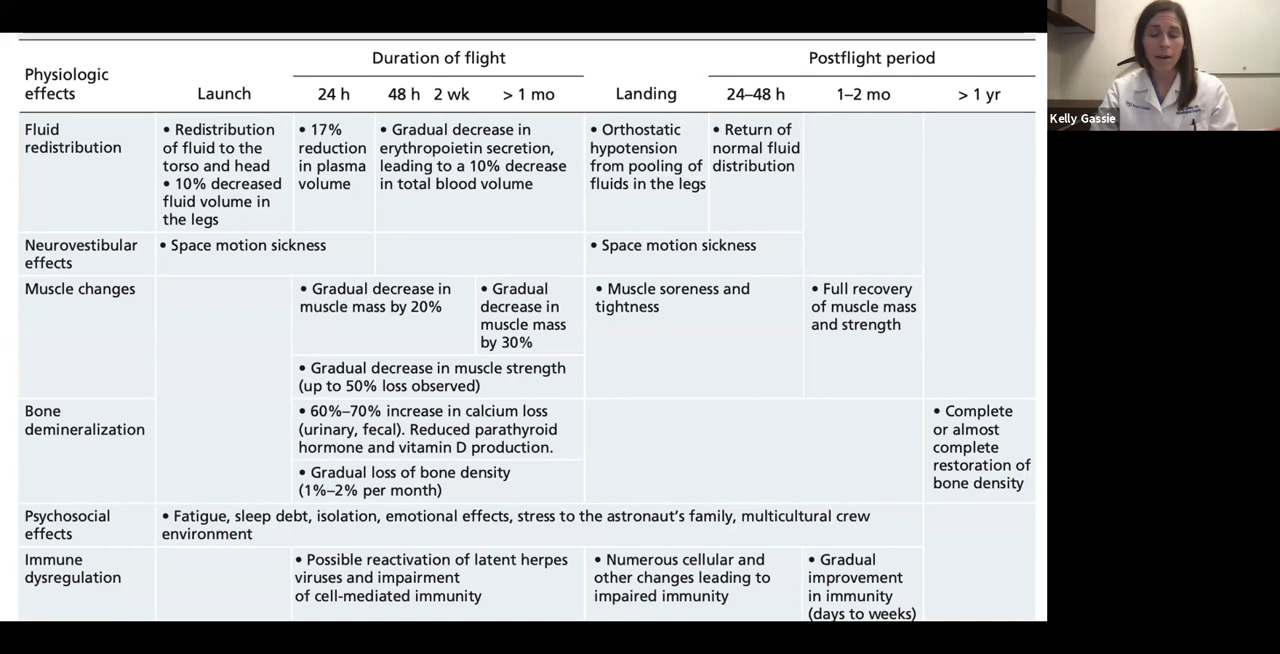 Physiologic
effects
Launch
Duration of flight
24 h
48 h
2 wk
> 1 mo
Landing
Postflight period
24–48 h
1–2 mo
> 1 yr
Fluid
redistribution
• Redistribution
of fluid to the
torso and head
• 10% decreased
fluid volume in
the legs
• 17%
reduction
in plasma
volume
• Gradual decrease in
erythropoietin secretion,
leading to a 10% decrease
in total blood volume
• Orthostatic
hypotension
from pooling of
fluids in the legs
• Return of
normal fluid
distribution
Neurovestibular
effects
• Space motion sickness
• Space motion sickness
Muscle changes
• Gradual decrease in
muscle mass by 20%
• Gradual
decrease in
muscle mass
by 30%
• Gradual decrease in muscle strength
(up to 50% loss observed)
• Muscle soreness and
tightness
• Full recovery
of muscle mass
and strength
Bone
demineralization
• 60%–70% increase in calcium loss
(urinary, fecal). Reduced parathyroid
hormone and vitamin D production.
• Gradual loss of bone density
(1%–2% per month)
• Complete
or almost
complete
restoration of
bone density
Psychosocial
effects
• Fatigue, sleep debt, isolation, emotional effects, stress to the astronaut's family, multicultural crew
environment
Immune
dysregulation
• Possible reactivation of latent herpes
viruses and impairment
of cell-mediated immunity
• Numerous cellular and
other changes leading to
impaired immunity
• Gradual
improvement
in immunity
(days to weeks)
Kelly Gassie